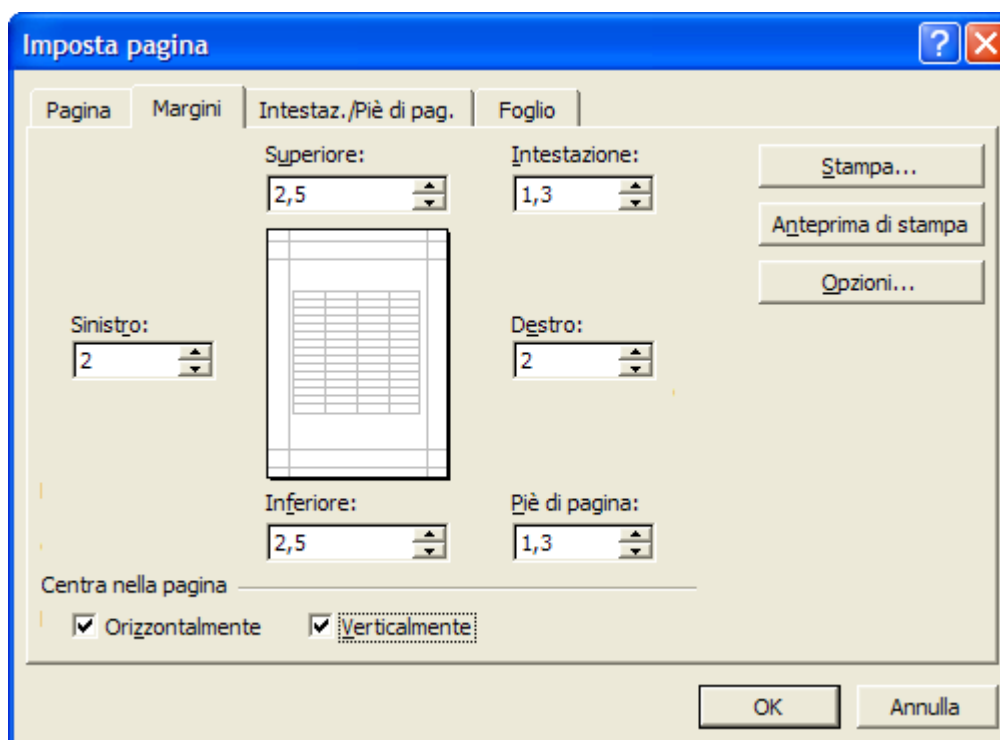 Imposta pagina
?
Pagina Margini Intestaz./Piè di pag. Foglio
Superiore: Intestazione:
2,5 1,3
Stampa...
Anteprima di stampa
Opzioni...
Sinistro: Destro:
2 2
Inferiore: Piè di pagina:
2,5 1,3
Centra nella pagina
Orizzontalmente Verticalmente
OK Annulla